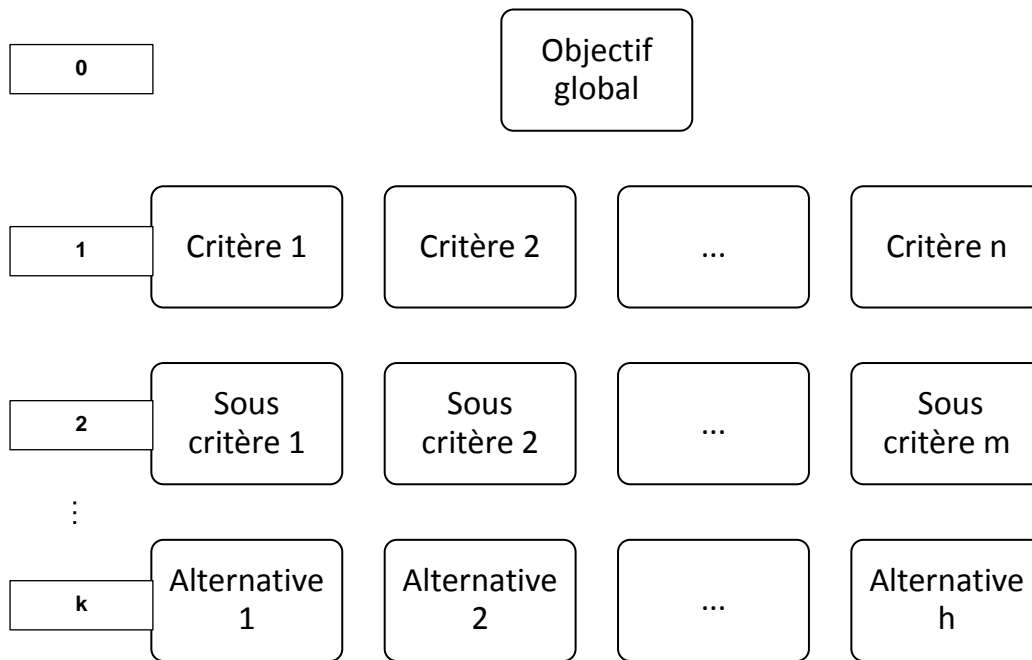 0
Objectif
global
1
Critère 1
Critère 2
...
Critère n
2
Sous
critère 1
Sous
critère 2
...
Sous
critère m
...
k
Alternative
1
Alternative
2
...
Alternative
h